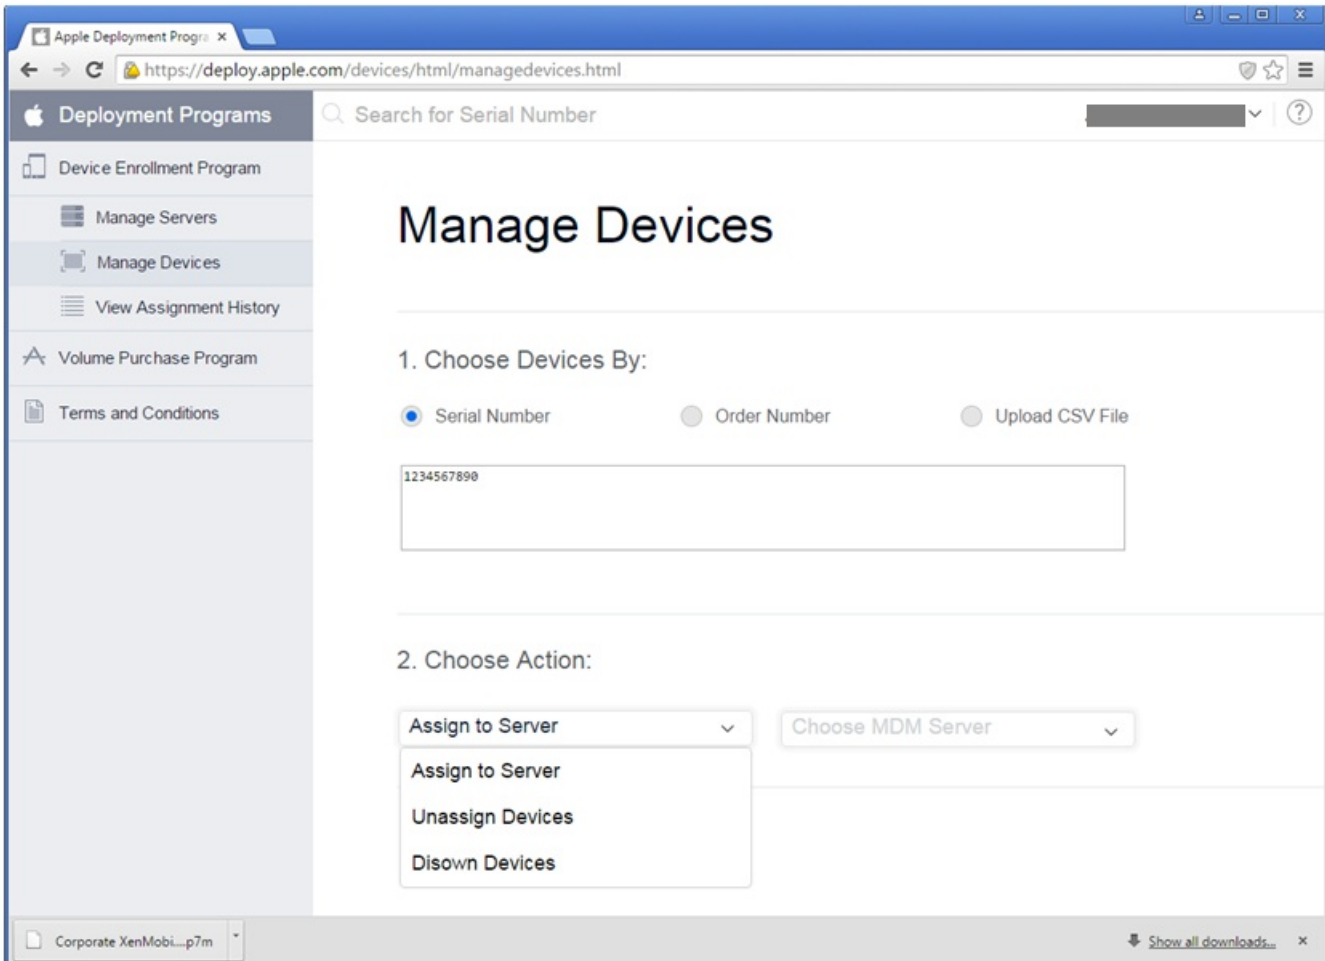 Apple Deployment Progra
https://deploy.apple.com/devices/html/managedevices.html
Deployment Programs
Search for Serial Number
Device Enrollment Program
Manage Servers
Manage Devices
View Assignment History
Volume Purchase Program
Terms and Conditions
Manage Devices
1. Choose Devices By:
Serial Number Order Number Upload CSV File
1234567890
2. Choose Action:
Assign to Server Choose MDM Server
Assign to Server
Unassign Devices
Disown Devices
Corporate XenMobi....p7m Show all downloads...